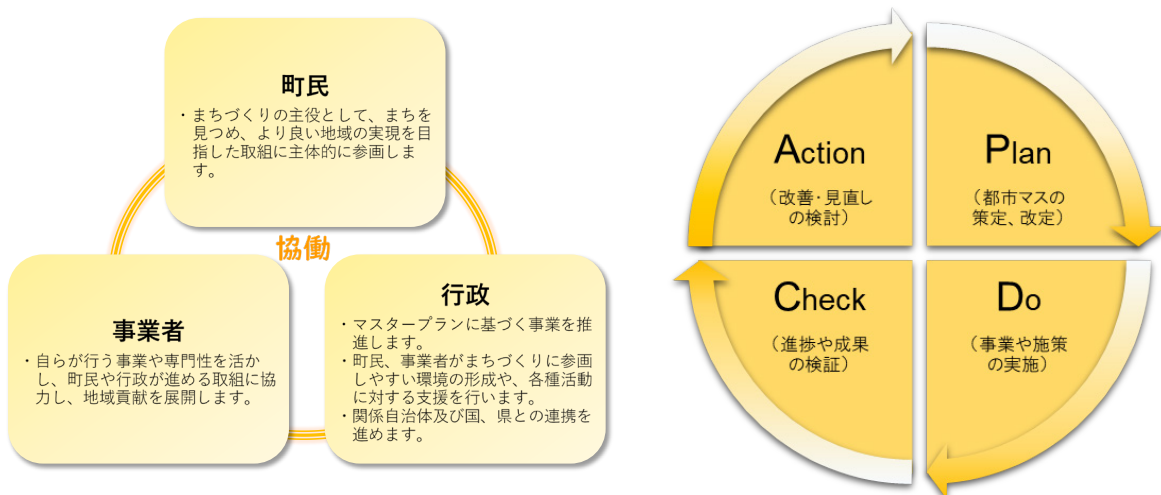 町民
・まちづくりの主役として、まちを
見つめ、より良い地域の実現を目
指した取組に主体的に参画しま
す。
協働
事業者
・自らが行う事業や専門性を活か
し、町民や行政が進める取組に協
力し、地域貢献を展開します。
行政
・マスタープランに基づく事業を推
進します。
・町民、事業者がまちづくりに参画
しやすい環境の形成や、各種活動
に対する支援を行います。
・関係自治体及び国、県との連携を
進めます。
Action
（改善・見直し
の検討）
Plan
（都市マスの
策定、改定）
Check
（進捗や成果
の検証）
Do
（事業や施策
の実施）